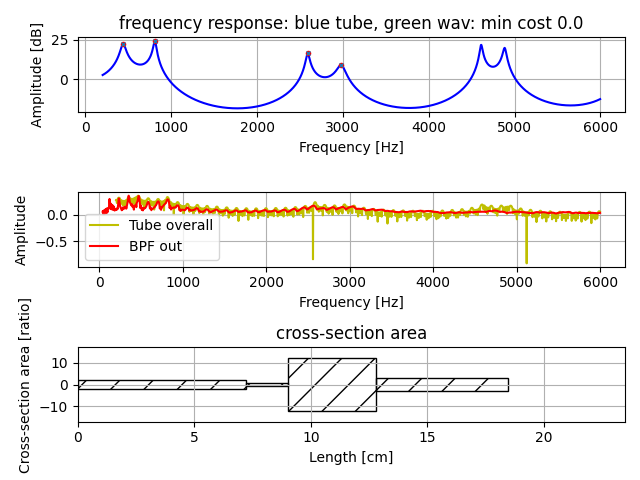 frequency response: blue tube, green wav: min cost 0.0
Amplitude [dB]
25
0
0 1000 2000 3000 4000 5000 6000
Frequency [Hz]
Amplitude
0.0
−0.5
Tube overall
BPF out
0 1000 2000 3000 4000 5000 6000
Frequency [Hz]
cross-section area
Cross-section area [ratio]
10
0
−10
0 5 10 15 20
Length [cm]